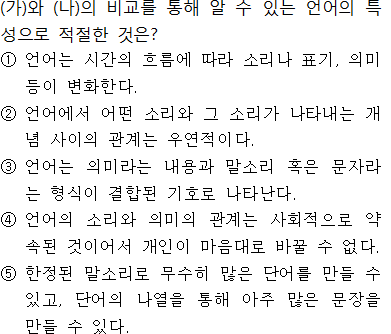 (가)와 (나)의 비교를 통해 알 수 있는 언어의 특
성으로 적절한 것은?
① 언어는 시간의 흐름에 따라 소리나 표기, 의미
등이 변화한다.
② 언어에서 어떤 소리와 그 소리가 나타내는 개
념 사이의 관계는 우연적이다.
③ 언어는 의미라는 내용과 말소리 혹은 문자라
는 형식이 결합된 기호로 나타난다.
④ 언어의 소리와 의미의 관계는 사회적으로 약
속된 것이어서 개인이 마음대로 바꿀 수 없다.
⑤ 한정된 말소리로 무수히 많은 단어를 만들 수
있고, 단어의 나열을 통해 아주 많은 문장을
만들 수 있다.